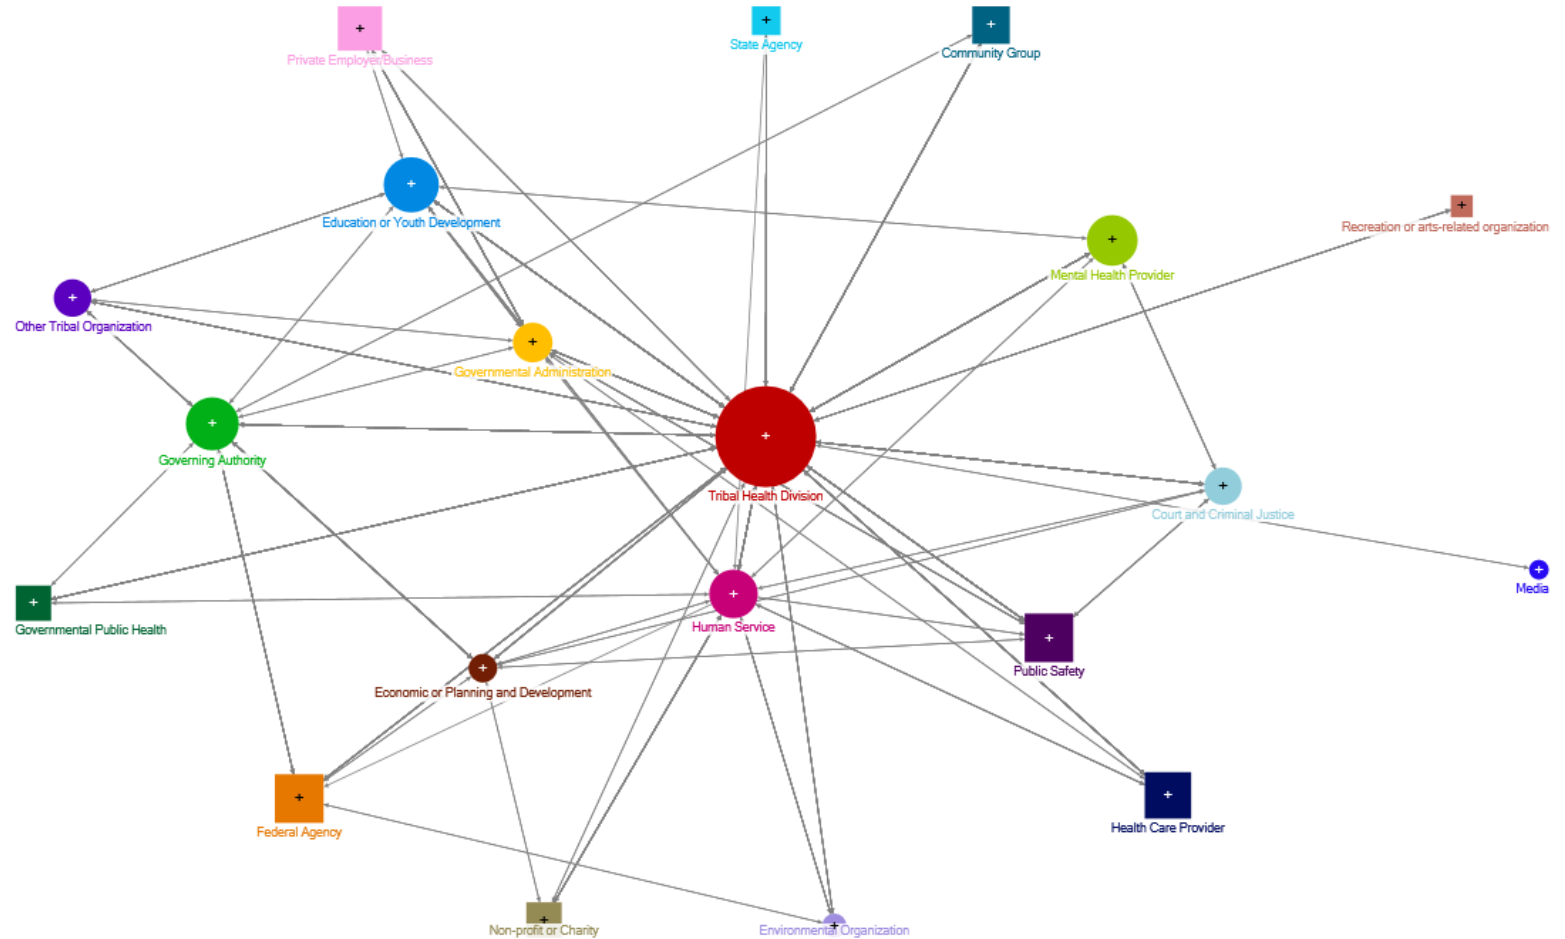 Private Employer/Business
State Agency
Community Group
Education or Youth Development
Recreation or arts-related organization
Mental Health Provider
Other Tribal Organization
Governmental Administration
Governing Authority
Tribal Health Division
Court and Criminal Justice
Media
Governmental Public Health
Human Service
Public Safety
Economic or Planning and Development
Federal Agency
Health Care Provider
Non-profit or Charity
Environmental Organization